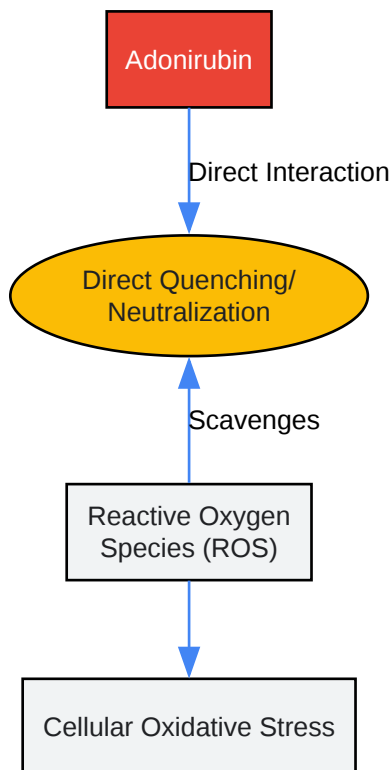 Adonirubin
Direct Interaction
Direct Quenching/
Neutralization
Scavenges
Reactive Oxygen
Species (ROS)
Cellular Oxidative Stress